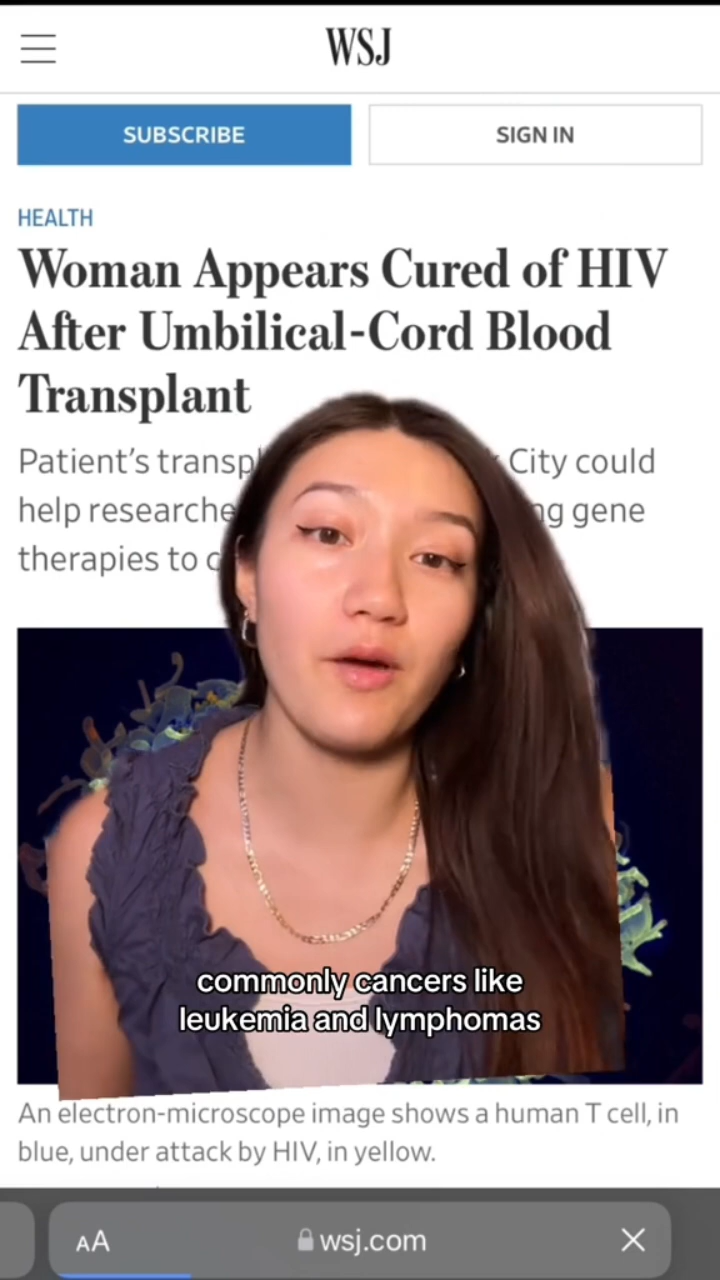 WSJ
SUBSCRIBE
SIGN IN
HEALTH
Woman Appears Cured of HIV
After Umbilical-Cord Blood
Transplant
Patient’s City could
help gene
therapies to
commonly cancers like
leukemia and lymphomas
An electron-microscope image shows a human T cell, in
blue, under attack by HIV, in yellow.
AA
wsj.com